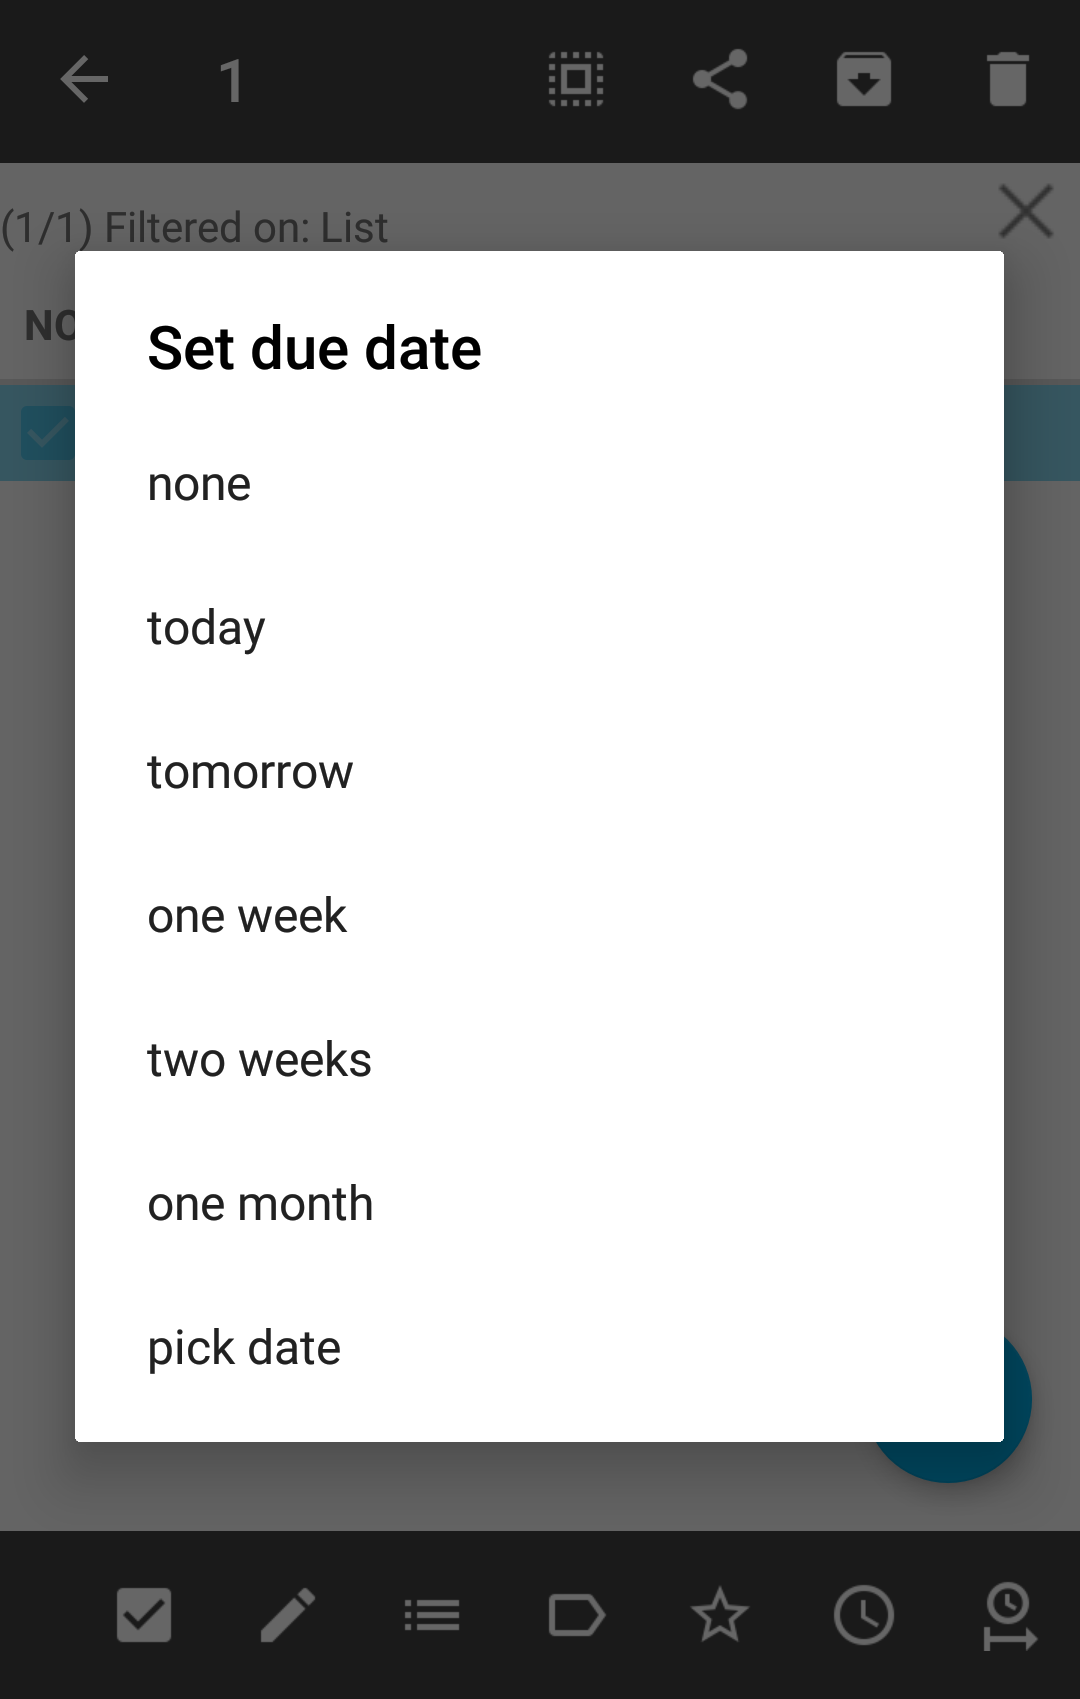 1
(1/1) Filtered on: List
Set due date
none
today
tomorrow
one week
two weeks
one month
pick date